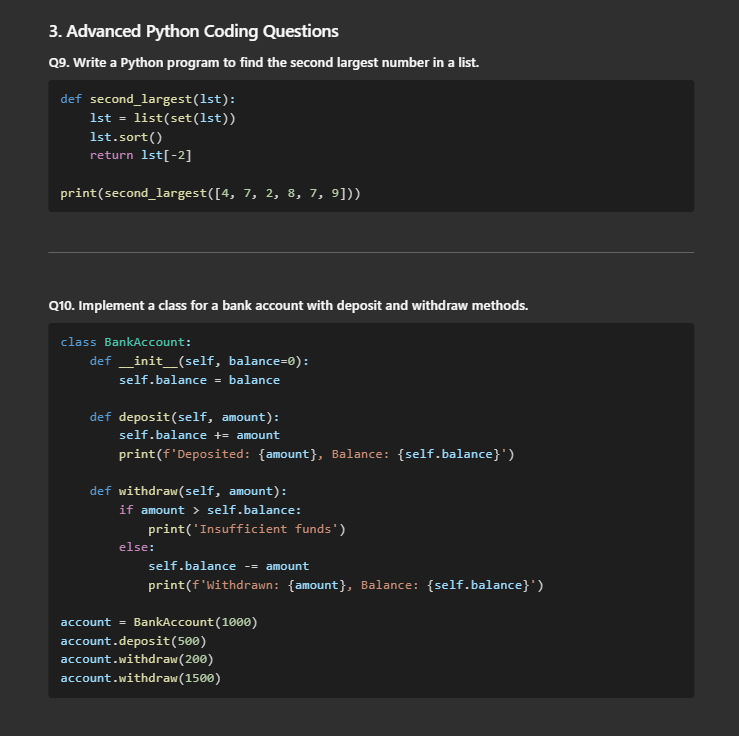 3. Advanced Python Coding Questions
Q9. Write a Python program to find the second largest number in a list.
def second_largest(lst):
    lst = list(set(lst))
    lst.sort()
    return lst[-2]
print(second_largest([4, 7, 2, 8, 7, 9]))
Q10. Implement a class for a bank account with deposit and withdraw methods.
class BankAccount:
    def __init__(self, balance=0):
        self.balance = balance
    def deposit(self, amount):
        self.balance += amount
        print(f'Deposited: {amount}, Balance: {self.balance}')
    def withdraw(self, amount):
        if amount > self.balance:
            print('Insufficient funds')
        else:
            self.balance -= amount
            print(f'Withdrawn: {amount}, Balance: {self.balance}')
account = BankAccount(1000)
account.deposit(500)
account.withdraw(200)
account.withdraw(1500)